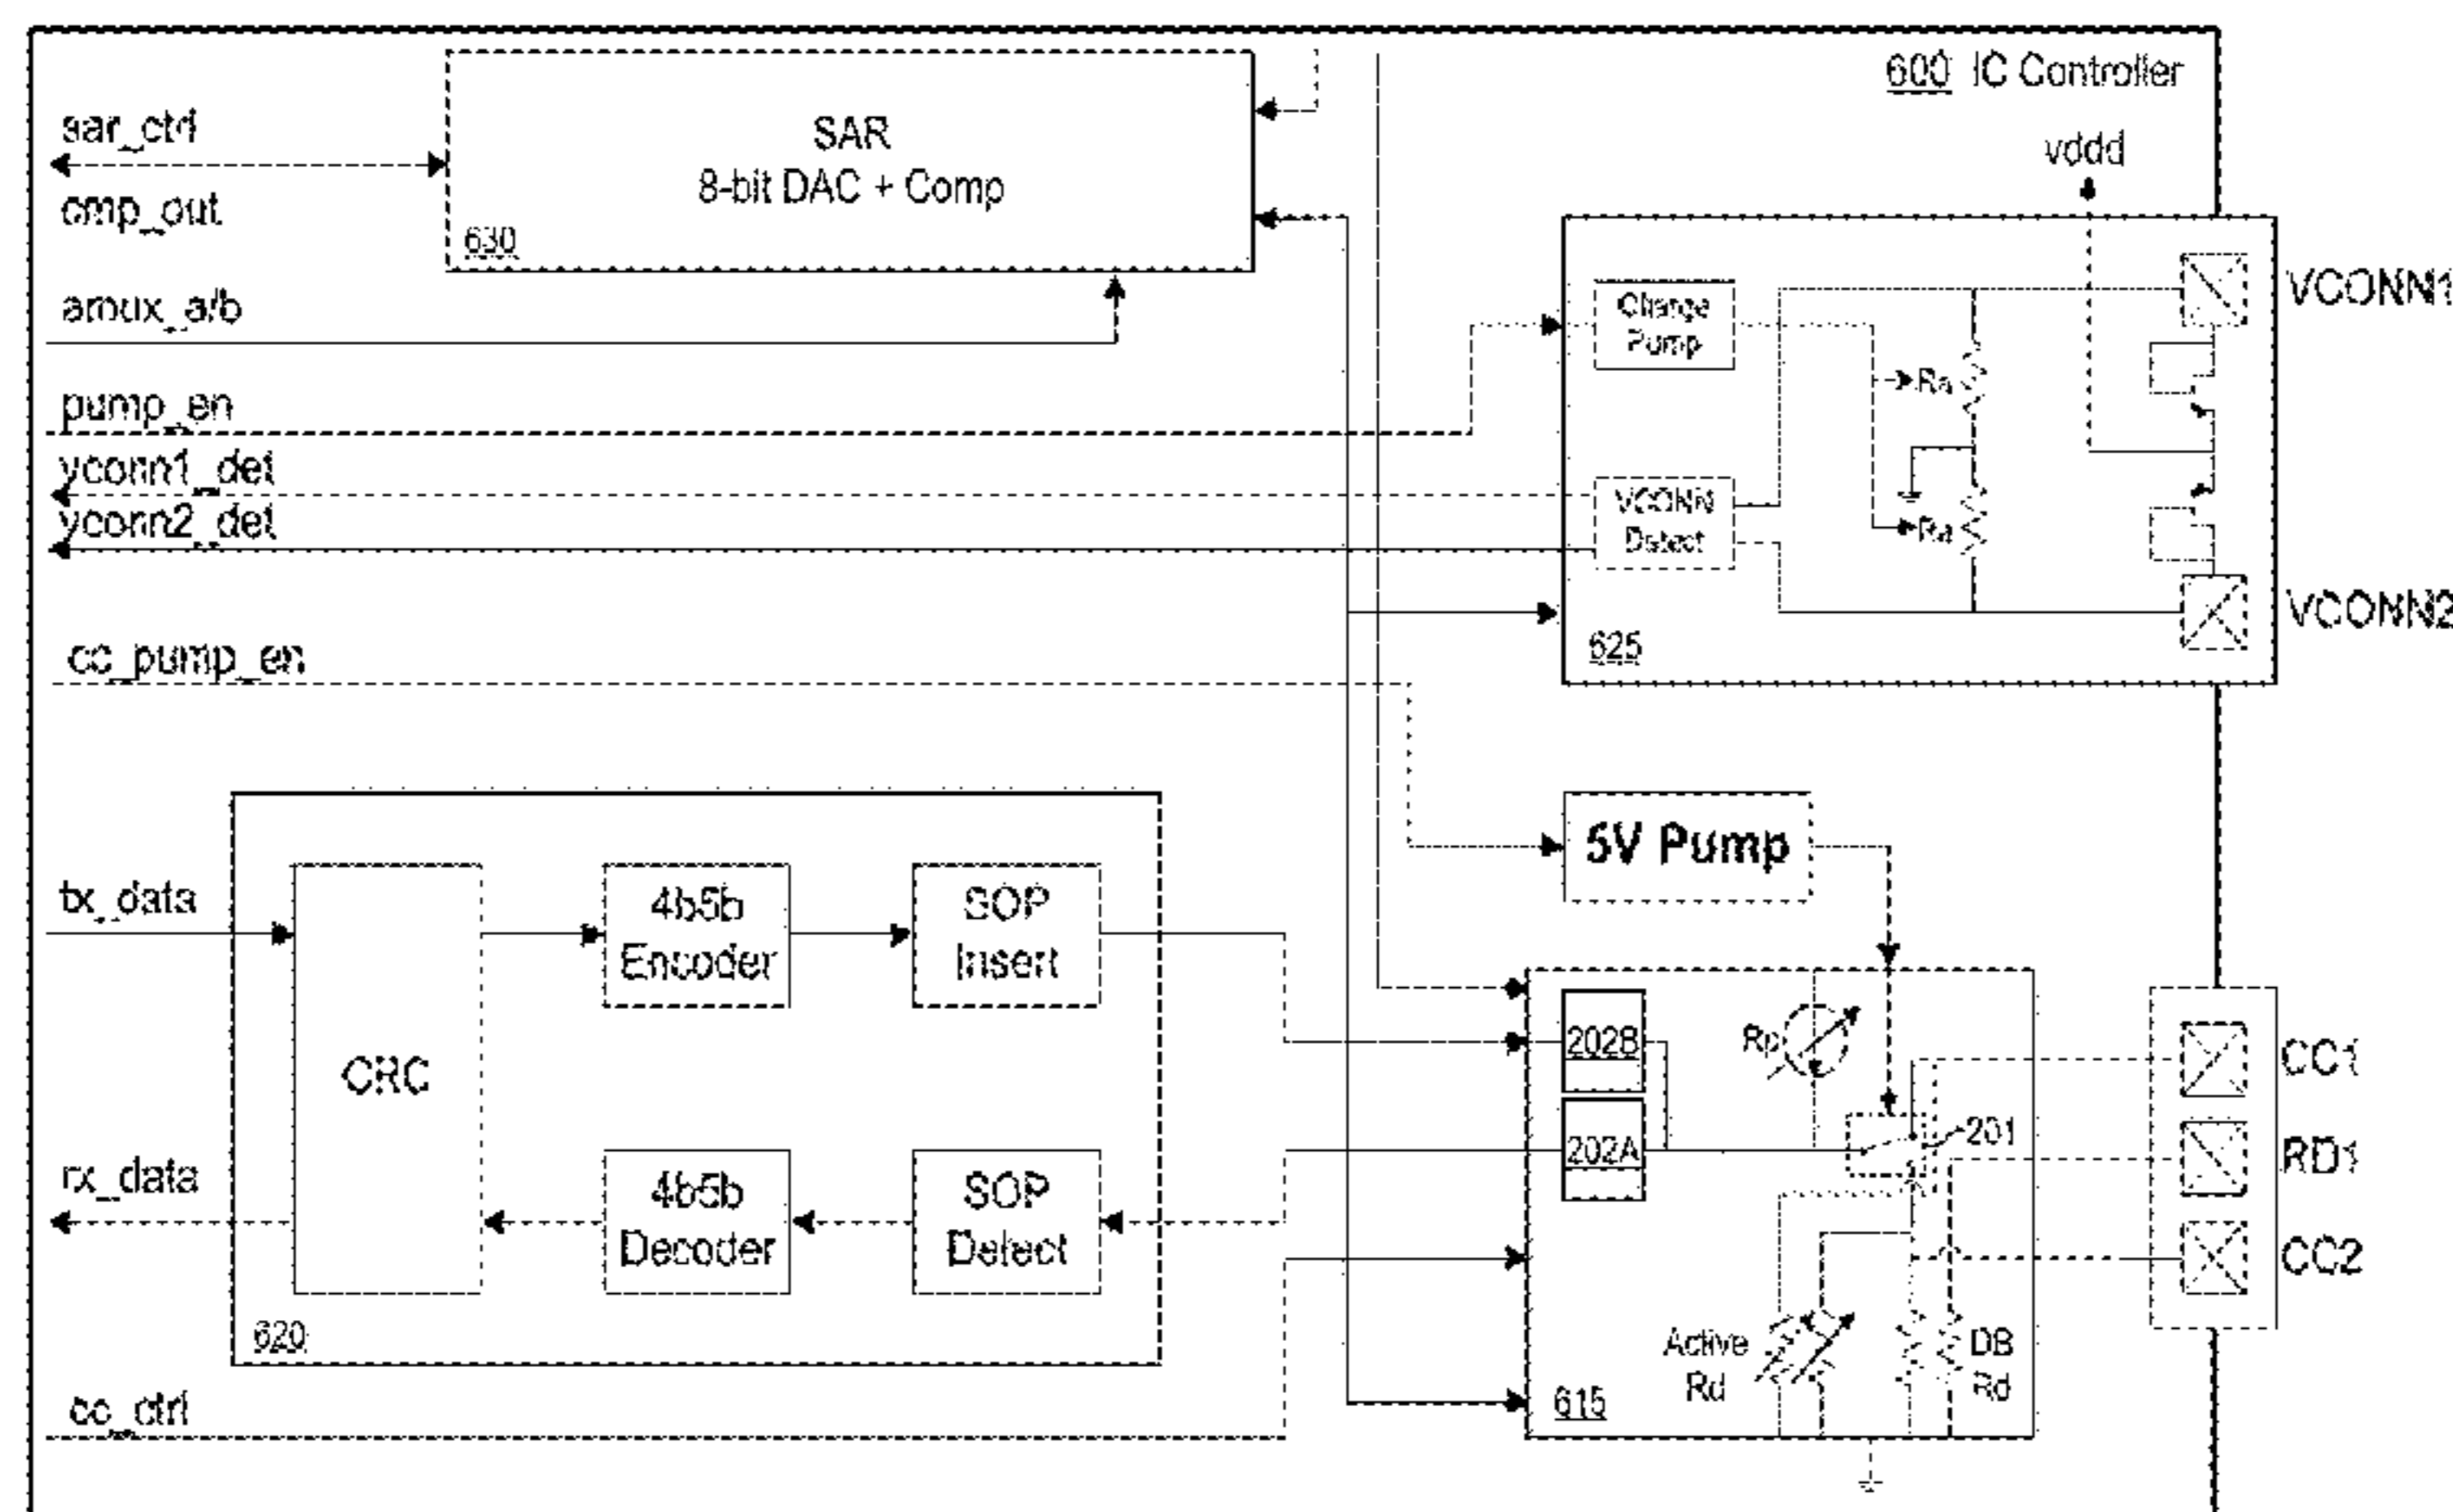 600 IC Controller
sar_ctrl
SAR
8-bit DAC + Comp
cmp_out
630
vddd
amux_a/b
Charge
Pump
VCONN1
Ra
pump_en
vconn1_det
VCONN
Detect
vconn2_det
Ra
VCONN2
625
cc_pump_en
5V Pump
tx_data
CRC
4b5b
Encoder
SOP
Insert
202B
Rp
CC1
202A
201
RD1
rx_data
4b5b
Decoder
SOP
Detect
CC2
620
Active
Rd
DB
Rd
615
cc_ctrl